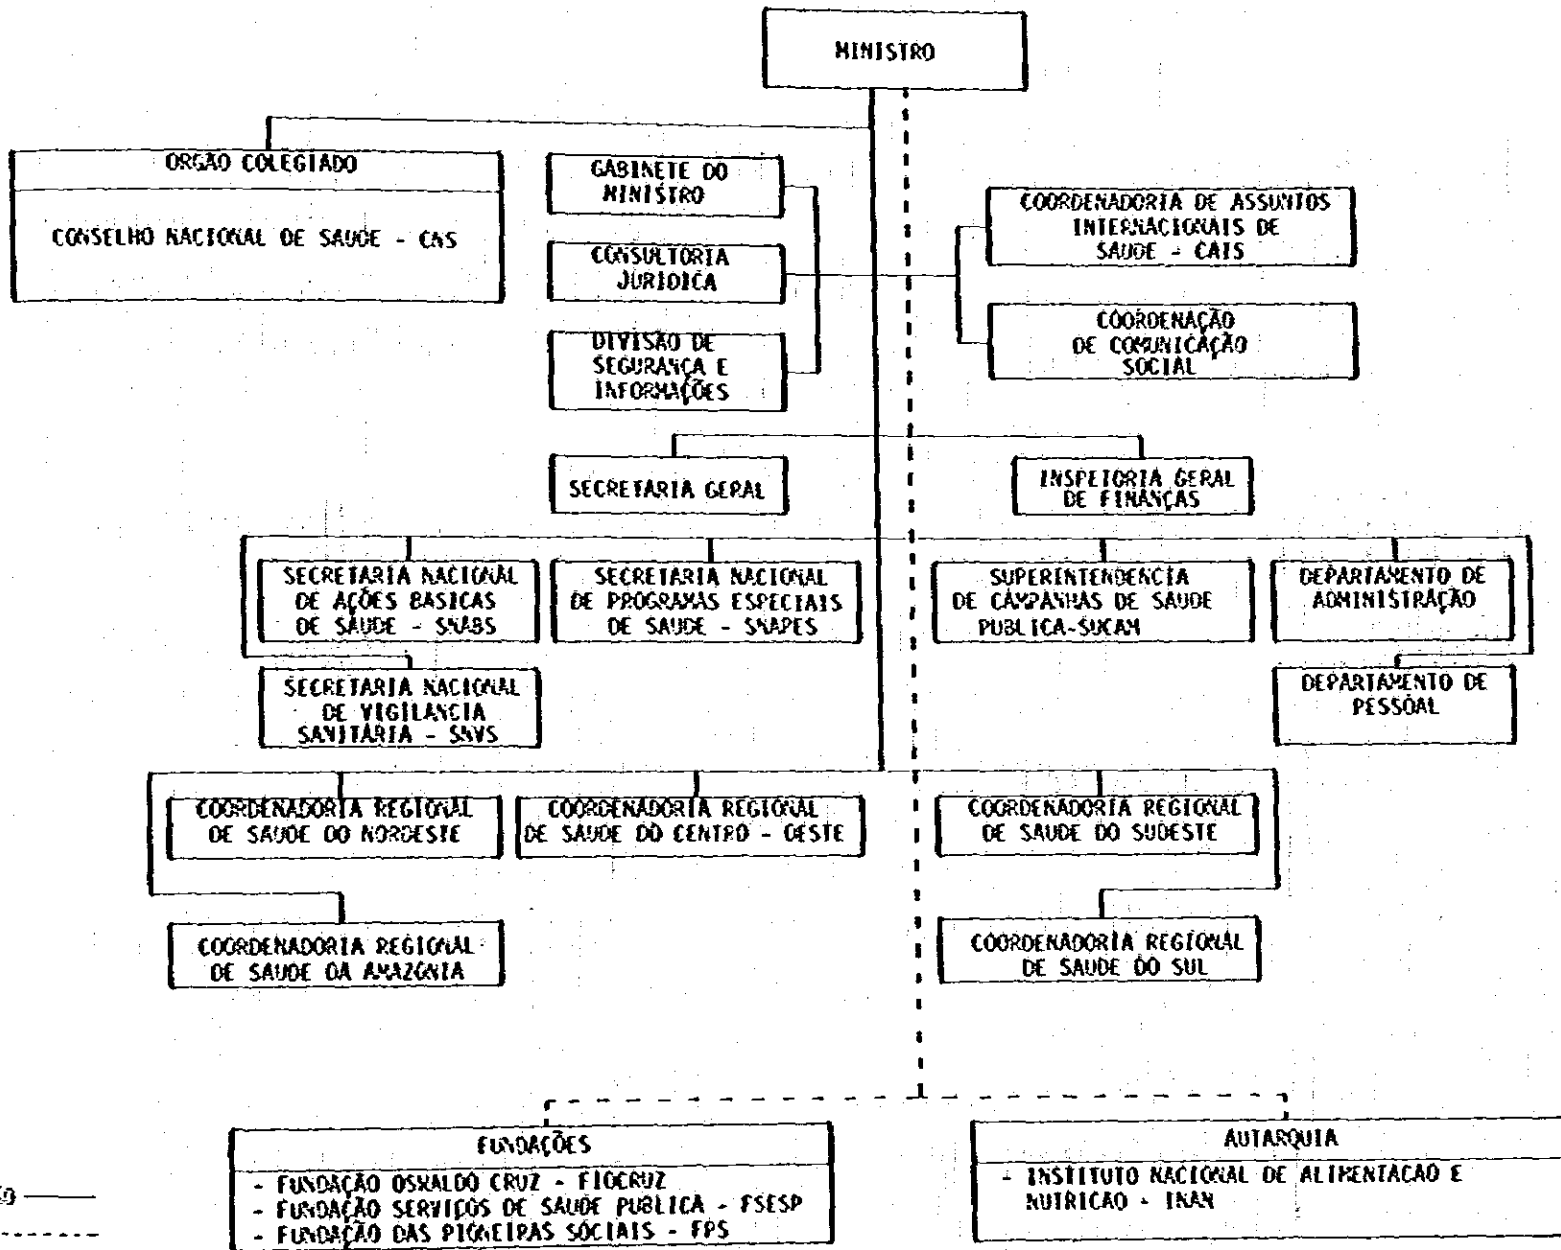 MINISTRO
ORGÃO COLEGIADO
CONSELHO NACIONAL DE SAUDE - CNS
GABINETE DO
MINISTRO
CONSULTORIA
JURIDICA
DIVISÃO DE
SEGURANÇA E
INFORMAÇÕES
COORDENADORIA DE ASSUNTOS
INTERNACIONAIS DE
SAUDE - CAIS
COORDENAÇÃO
DE COMUNICAÇÃO
SOCIAL
SECRETARIA GERAL
INSPETORIA GERAL
DE FINANÇAS
SECRETARIA NACIONAL
DE AÇÕES BASICAS
DE SAUDE - SNABS
SECRETARIA NACIONAL
DE PROGRAMAS ESPECIAIS
DE SAUDE - SNAPES
SUPERINTENDENCIA
DE CAMPANHAS DE SAUDE
PUBLICA-SUCAM
DEPARTAMENTO DE
ADMINISTRAÇÃO
SECRETARIA NACIONAL
DE VIGILANCIA
SANITÁRIA - SNVS
DEPARTAMENTO DE
PESSOAL
COORDENADORIA REGIONAL
DE SAUDE DO NORDESTE
COORDENADORIA REGIONAL
DE SAUDE DO CENTRO - OESTE
COORDENADORIA REGIONAL
DE SAUDE DO SUDESTE
COORDENADORIA REGIONAL
DE SAUDE DA AMAZONIA
COORDENADORIA REGIONAL
DE SAUDE DO SUL
FUNDAÇÕES
- FUNDAÇÃO OSWALDO CRUZ - FIOCRUZ
- FUNDAÇÃO SERVIÇOS DE SAUDE PUBLICA - FSESP
- FUNDAÇÃO DAS PIONEIRAS SOCIAIS - FPS
AUTARQUIA
- INSTITUTO NACIONAL DE ALIMENTACAO E
NUTRICAO - INAN